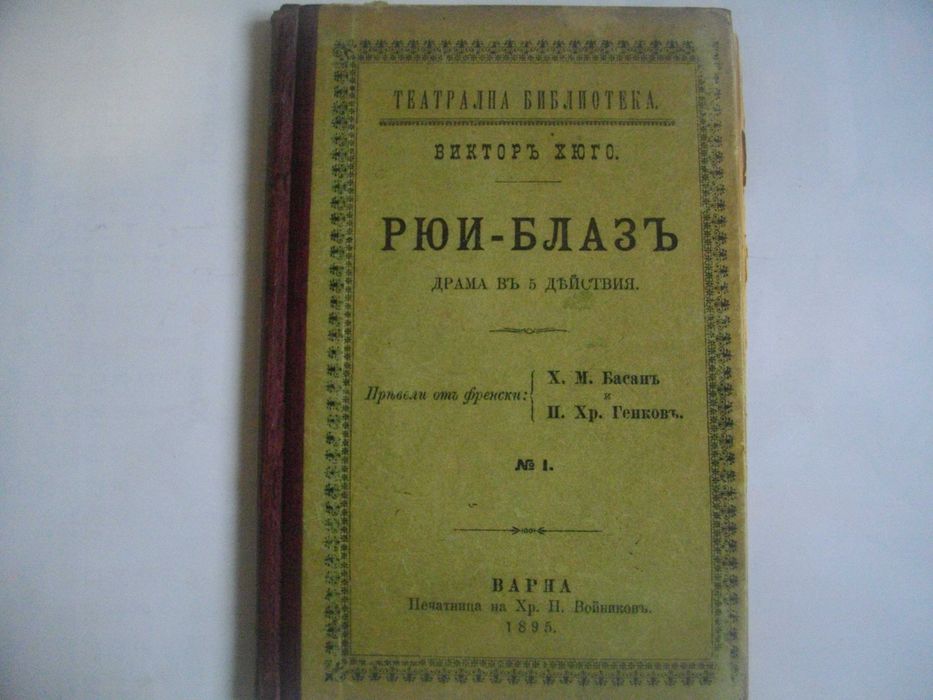 ТЕАТРАЛНА БИБЛИОТЕКА.
ВИКТОРЪ ХЮГО.
РЮИ-БЛАЗЪ
ДРАМА ВЪ 5 ДѢЙСТВИЯ.
Прѣвели отъ френски:
Х. М. Басанъ
и
П. Хр. Генковъ.
№ 1.
ВАРНА
Печатница на Хр. Н. Войниковъ.
1895.